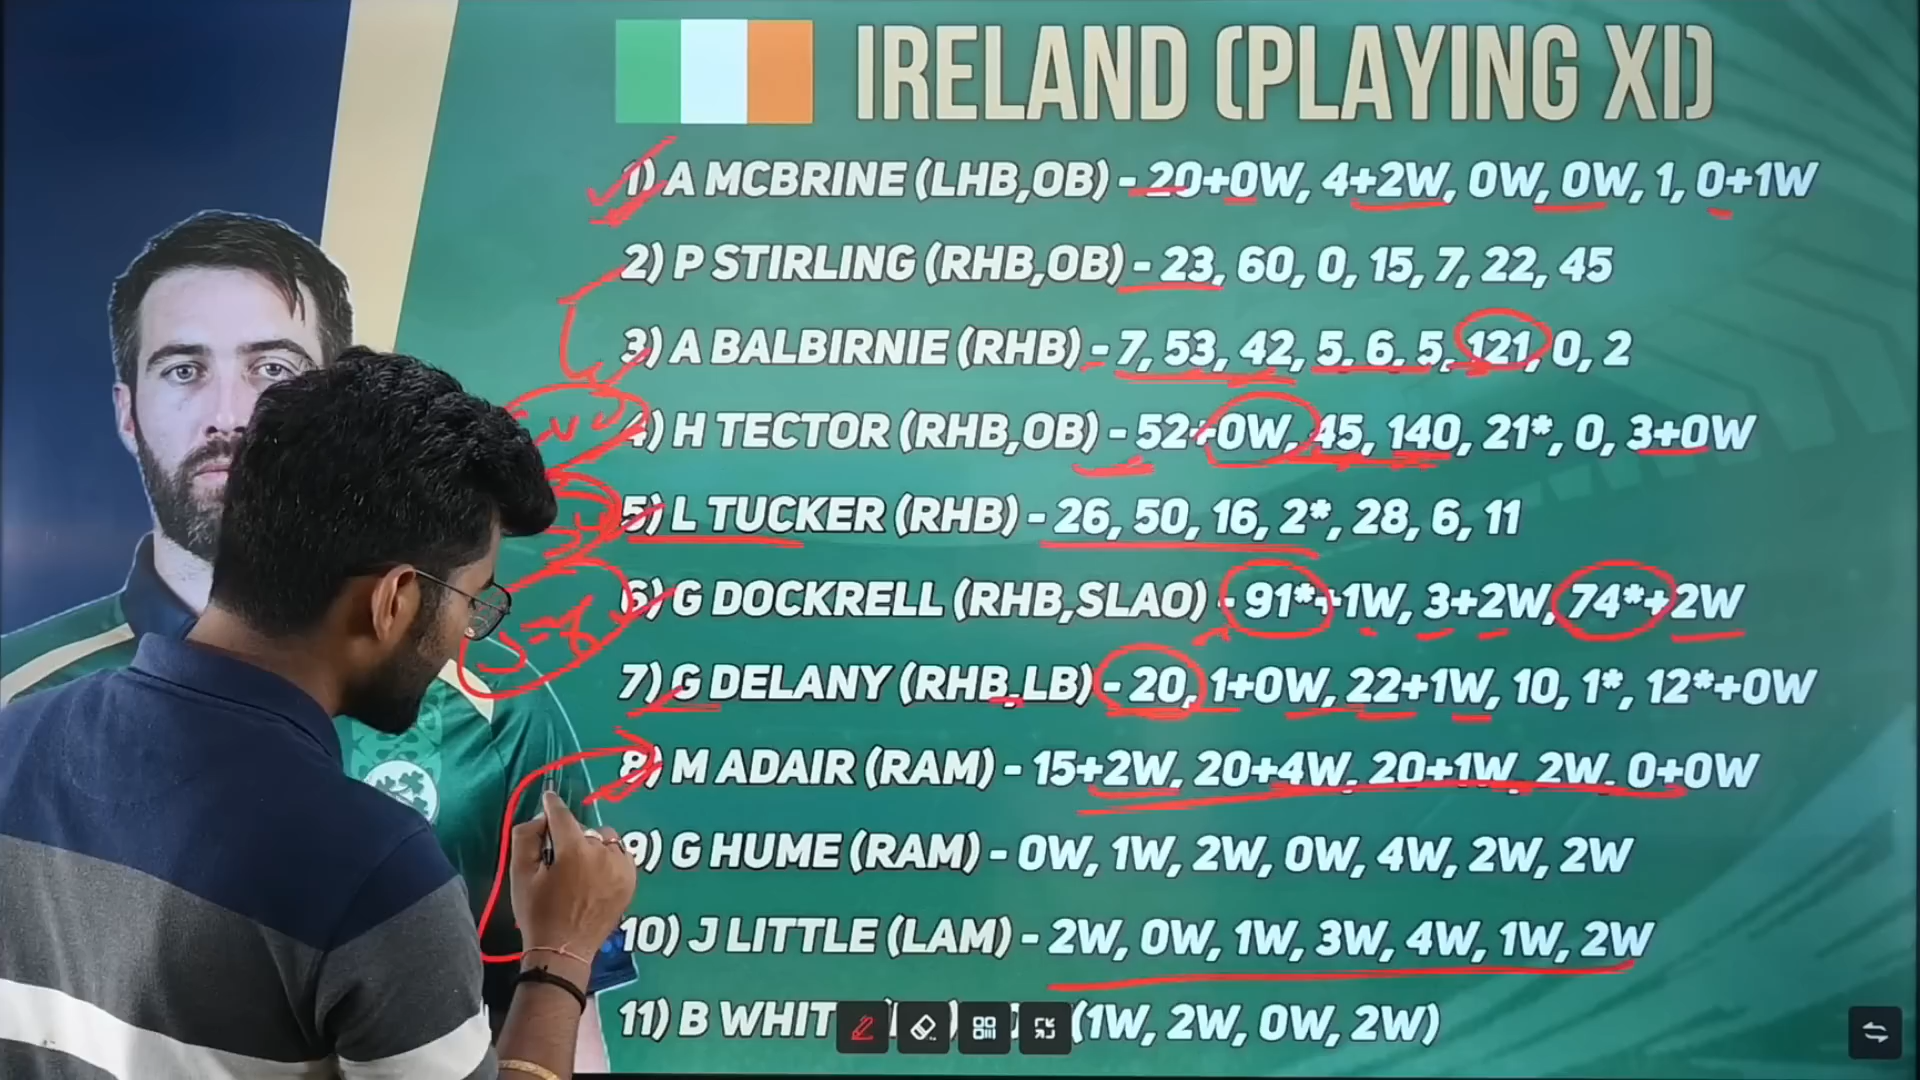 IRELAND (PLAYING XI)
1) A MCBRINE (LHB,OB) - 20+0W, 4+2W, 0W, 0W, 1, 0+1W
2) P STIRLING (RHB,OB) - 23, 60, 0, 15, 7, 22, 45
3) A BALBIRNIE (RHB) - 7, 53, 42, 5, 6, 5, 121, 0, 2
4) H TECTOR (RHB,OB) - 52+0W, 45, 140, 21*, 0, 3+0W
5) L TUCKER (RHB) - 26, 50, 16, 2*, 28, 6, 11
6) G DOCKRELL (RHB,SLAO) - 91*+1W, 3+2W, 74*+2W
7) G DELANY (RHB,LB) - 20, 1+0W, 22+1W, 10, 1*, 12*+0W
8) M ADAIR (RAM) - 15+2W, 20+4W, 20+1W, 2W, 0+0W
9) G HUME (RAM) - 0W, 1W, 2W, 0W, 4W, 2W, 2W
10) J LITTLE (LAM) - 2W, 0W, 1W, 3W, 4W, 1W, 2W
11) B WHIT (1W, 2W, 0W, 2W)